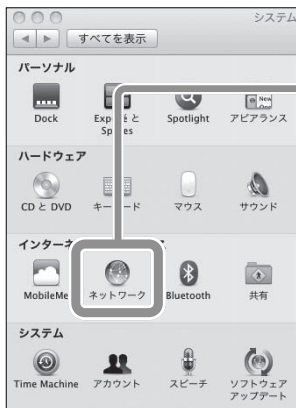 システム
すべてを表示
パーソナル
Dock
Spotlight
アピアランス
ハードウェア
CD と DVD
マウス
サウンド
MobileMe
ネットワーク
Bluetooth
共有
システム
Time Machine
アカウント
スピーチ
ソフトウェア
アップデート